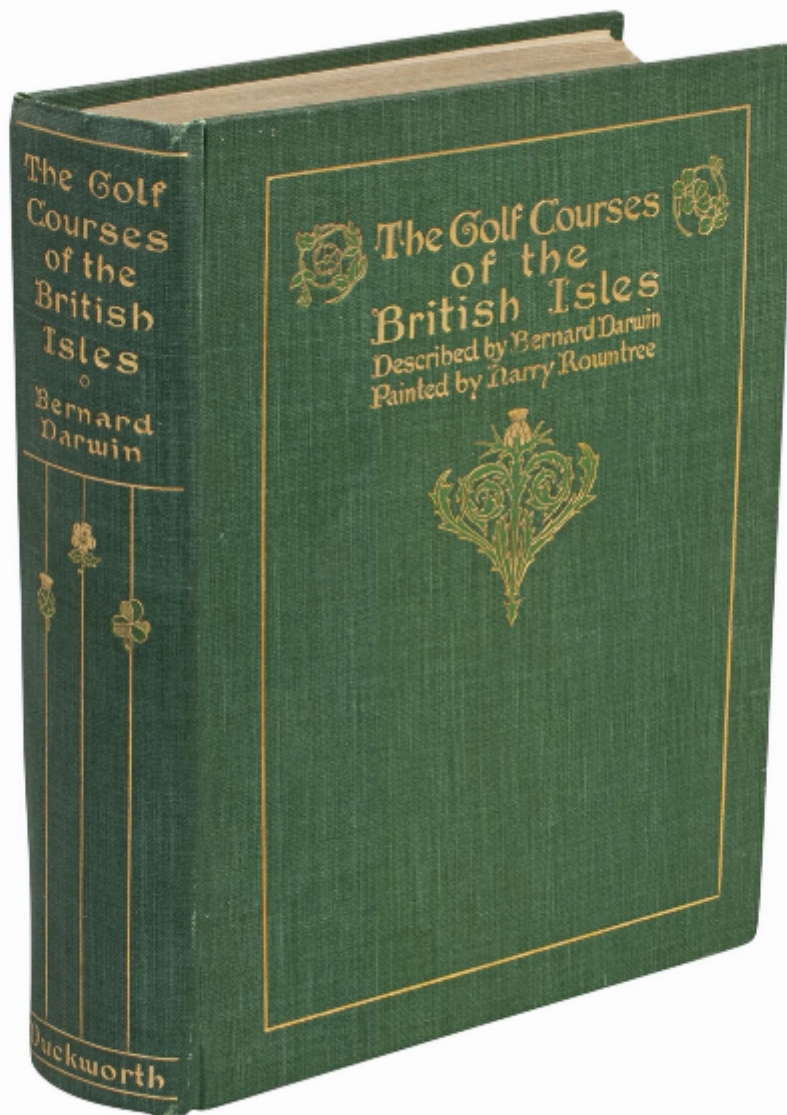 The Golf
Courses
of the
British
Isles
Bernard
Darwin
Duckworth
The Golf Courses
of the
British Isles
Described by Bernard Darwin
Painted by Harry Rountree